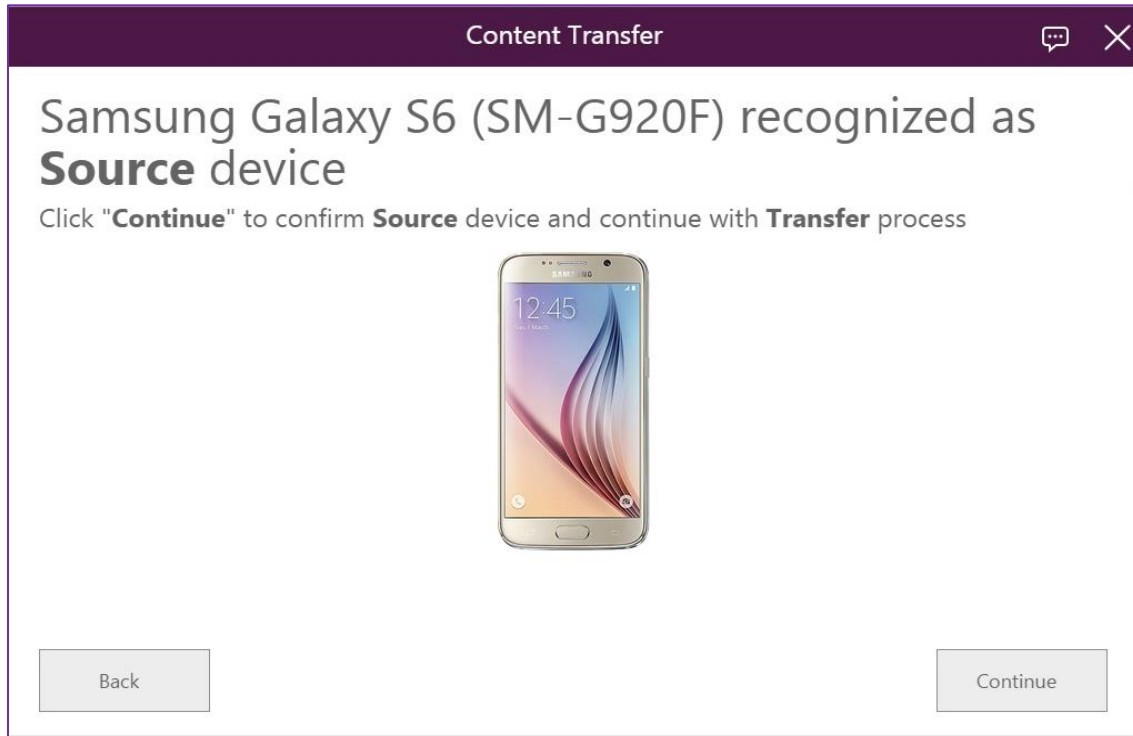 Content Transfer
Samsung Galaxy S6 (SM-G920F) recognized as
Source device
Click "Continue" to confirm Source device and continue with Transfer process
SAMSUNG
12:45
Back
Continue